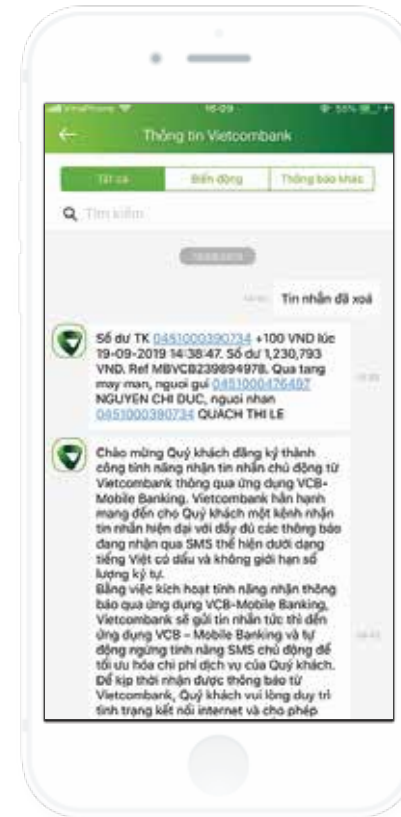 VinaPhone
16:09
55%
Thông tin Vietcombank
Tất cả
Biến động
Thông báo khác
Tìm kiếm
Tin nhắn đã xoá
Số dư TK 0451000390734 +100 VND lúc
19-09-2019 14:38:47. Số dư 1,230,793
VND. Ref MBVCB239894978. Qua tang
may man, nguoi gui 0451000476497
NGUYEN CHI DUC, nguoi nhan
0451000390734 QUACH THI LE
Chào mừng Quý khách đăng ký thành
công tính năng nhận tin nhắn chủ động từ
Vietcombank thông qua ứng dụng VCB-
Mobile Banking. Vietcombank hân hạnh
mang đến cho Quý khách một kênh nhận
tin nhắn hiện đại với đầy đủ các thông báo
đang nhận qua SMS thể hiện dưới dạng
tiếng Việt có dấu và không giới hạn số
lượng ký tự.
Bằng việc kích hoạt tính năng nhận thông
báo qua ứng dụng VCB-Mobile Banking,
Vietcombank sẽ gửi tin nhắn tức thì đến
ứng dụng VCB - Mobile Banking và tự
động ngừng tính năng SMS chủ động để
tối ưu hóa chi phí dịch vụ của Quý khách.
Để kịp thời nhận được thông báo từ
Vietcombank, Quý khách vui lòng duy trì
tình trạng kết nối internet và cho phép